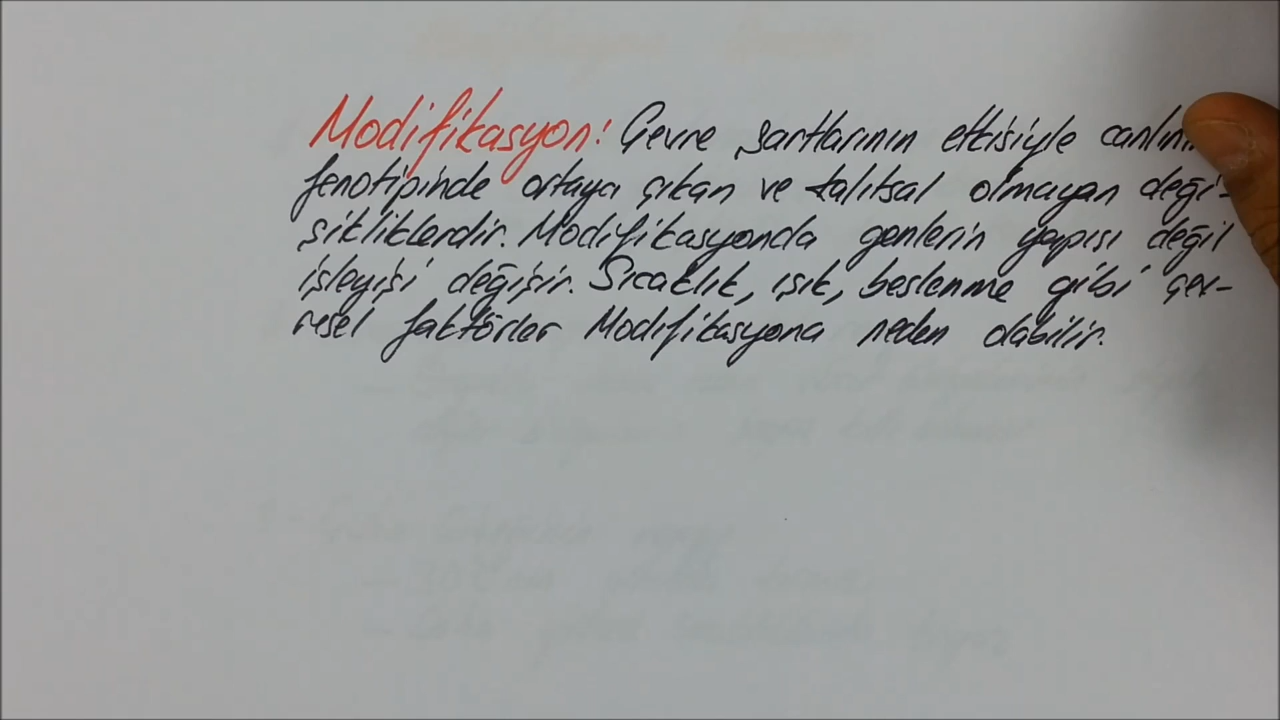 Modifikasyon: Çevre şartlarının etkisiyle canlının
fenotipinde ortaya çıkan ve kalıtsal olmayan deği-
şikliklerdir. Modifikasyonda genlerin yapısı değil
işleyişi değişir. Sıcaklık, ışık, beslenme gibi çev-
resel faktörler Modifikasyona neden olabilir.